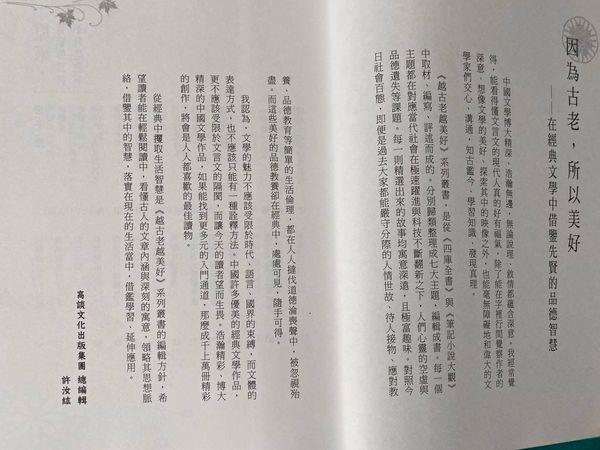 因為古老，所以美好
——在經典文學中借鑑先賢的品德智慧
中國文學博大精深、浩瀚無邊，無論說理、敘情都蘊含深意，我經常覺
得，能看得懂文言文的現代人真的好有福氣，除了能在字裡行間覺察作者的
深意、想像文學的美好、探索其中的映像之外，也能毫無障礙地和偉大的文
學家們交心、溝通，知古鑑今、學習知識、發現真理。
《越古老越美好》系列叢書，是從《四庫全書》與《筆記小說大觀》
中取材、編寫、評述而成的。分別歸類整理成七大主題，編輯成書。每一個
主題都在對應當代社會在極速躍進與科技不斷翻新之下，人們心靈的空虛與
品德遺失等課題。每一則精選出來的故事均寓意深遠，且極富趣味。對照今
日社會百態，即便是過去大家都能嚴守分際的人情世故、待人接物，應對教
養、品德教育等簡單的生活倫理，都在人人撻伐道德淪喪聲中，被忽視殆
盡。而這些美好的品德教養卻在經典中，處處可見，隨手可得。
我認為，文學的魅力不應該受限於時代、語言、國界的束縛，而文體的
表達方式，也不應該只能有一種詮釋方法。中國許多優美的經典文學作品，
更不應該受限於文言文的隔閡，而讓今天的讀者望而生畏。浩瀚精彩、博大
精深的中國文學作品，如果能找到更多元的入門通道，那麼成千上萬冊精彩
的創作，將會是人人都喜歡的最佳讀物。
從經典中攫取生活智慧是《越古老越美好》系列叢書的編輯方針，希
望讀者能在輕鬆閱讀中，看懂古人的文章內涵與深刻的寓意，領略其思想脈
絡，借鑑其中的智慧，落實在現在的生活當中，借鑑學習、延伸應用。
高談文化出版集團 總編輯
許汝紘